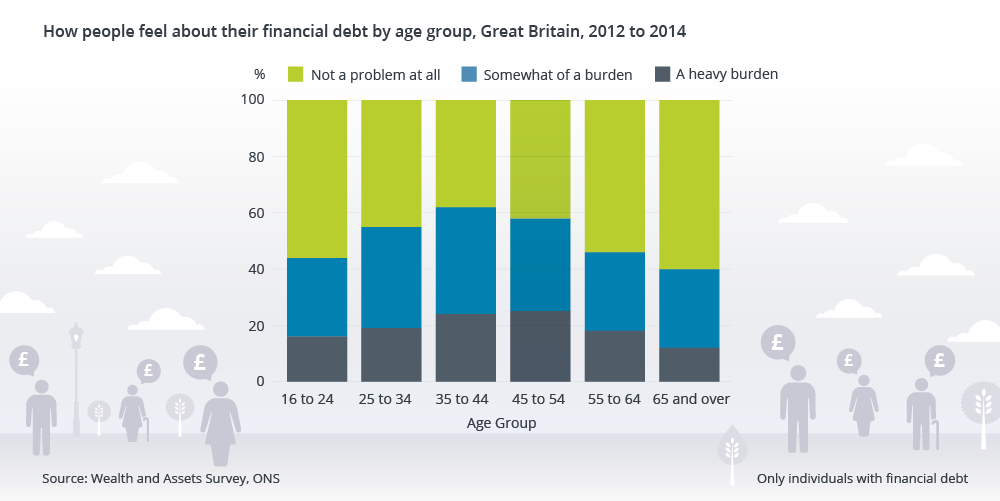 How people feel about their financial debt by age group, Great Britain, 2012 to 2014
% Not a problem at all Somewhat of a burden A heavy burden
100
80
60
40
20
0
16 to 24 25 to 34 35 to 44 45 to 54 55 to 64 65 and over
Age Group
£ £ £ £ £ £
Source: Wealth and Assets Survey, ONS
Only individuals with financial debt